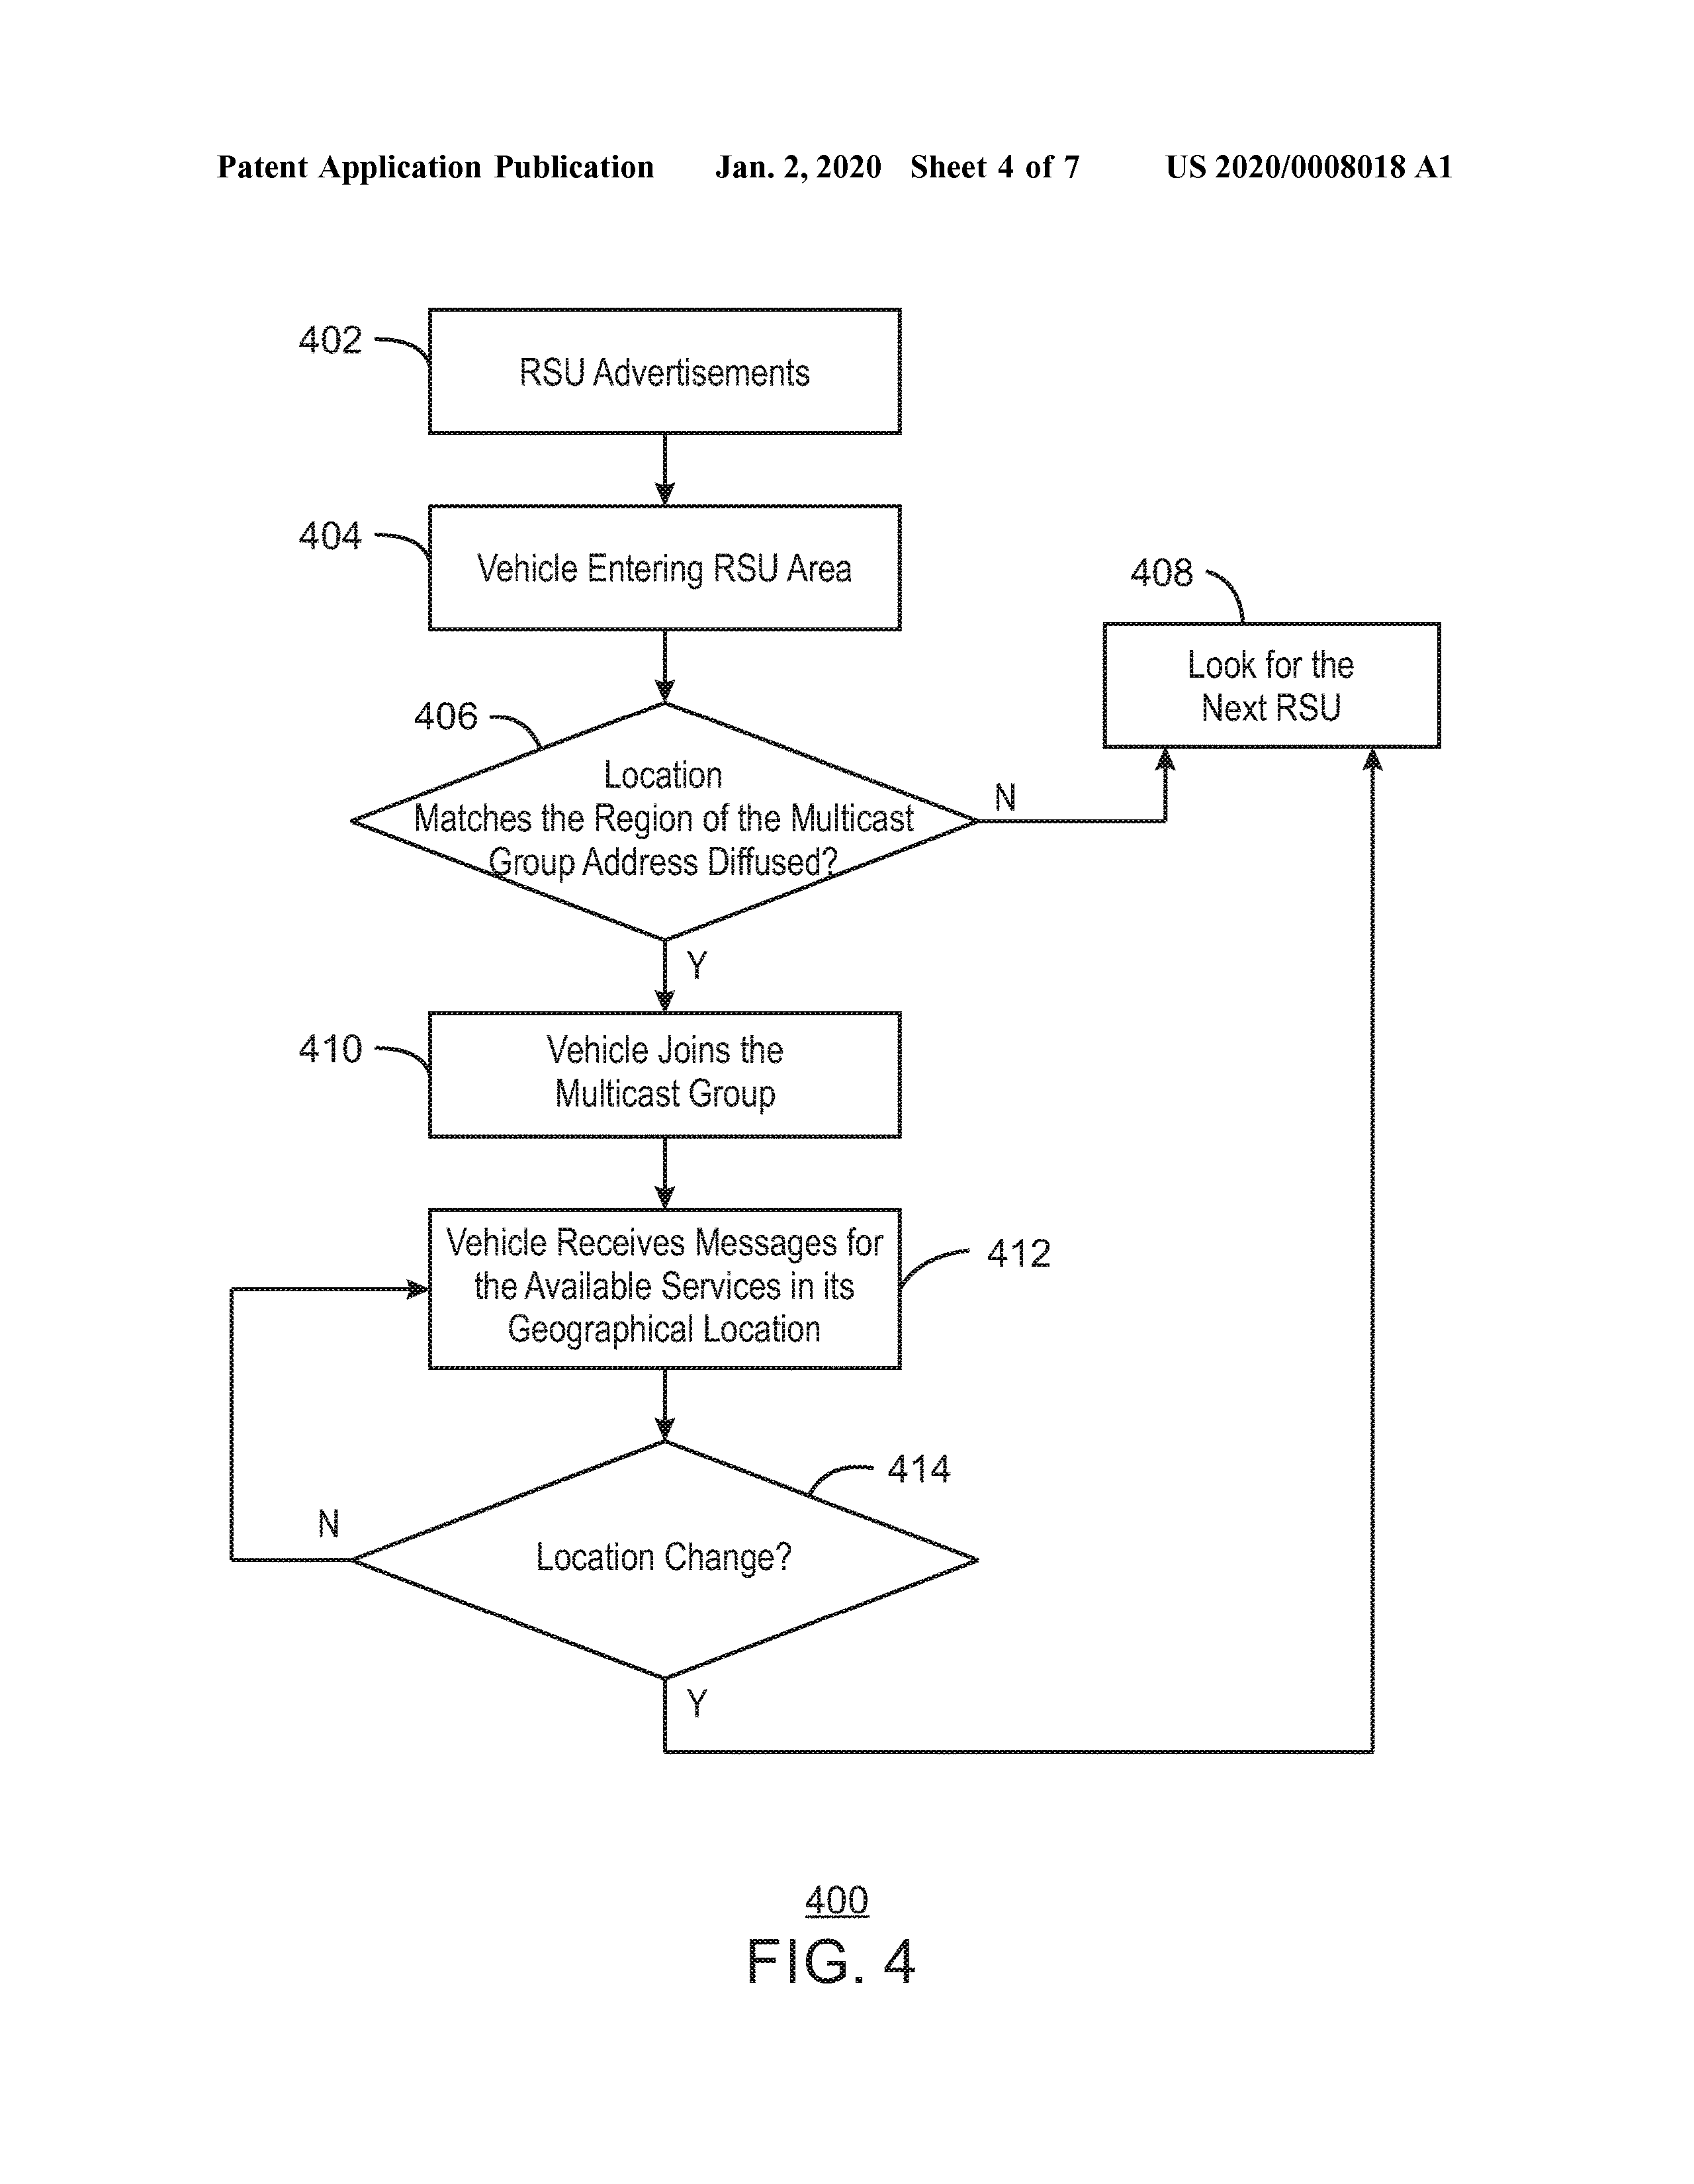 Patent Application Publication Jan. 2, 2020 Sheet 4 of 7 US 2020/0008018 A1
402
RSU Advertisements
404
Vehicle Entering RSU Area
408
Look for the
Next RSU
406
Location
Matches the Region of the Multicast
Group Address Diffused?
N
Y
410
Vehicle Joins the
Multicast Group
Vehicle Receives Messages for
the Available Services in its
Geographical Location
412
414
N
Location Change?
Y
400
FIG. 4